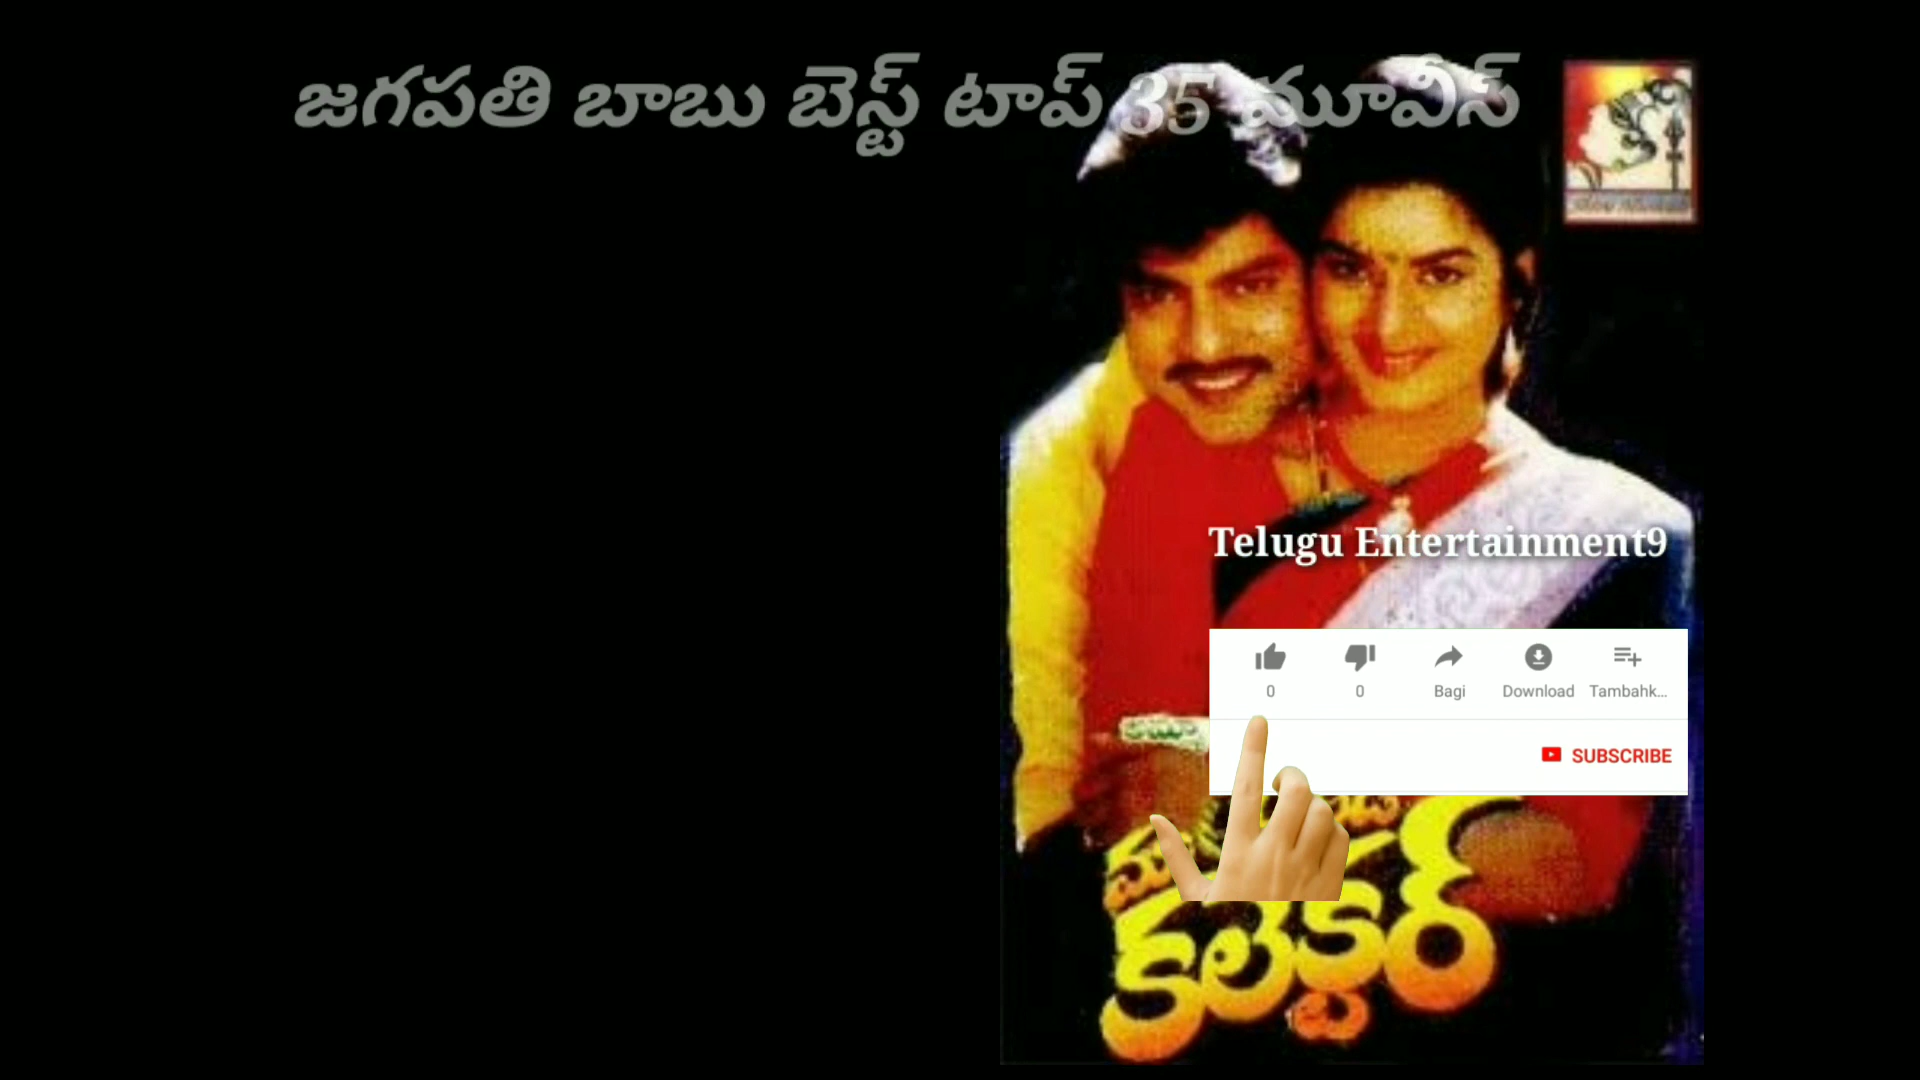 జగపతి బాబు బెస్ట్ టాప్ 35 మూవీస్
Telugu Entertainment9
0 0 Bagi Download Tambahk...
SUBSCRIBE
కలెక్టర్